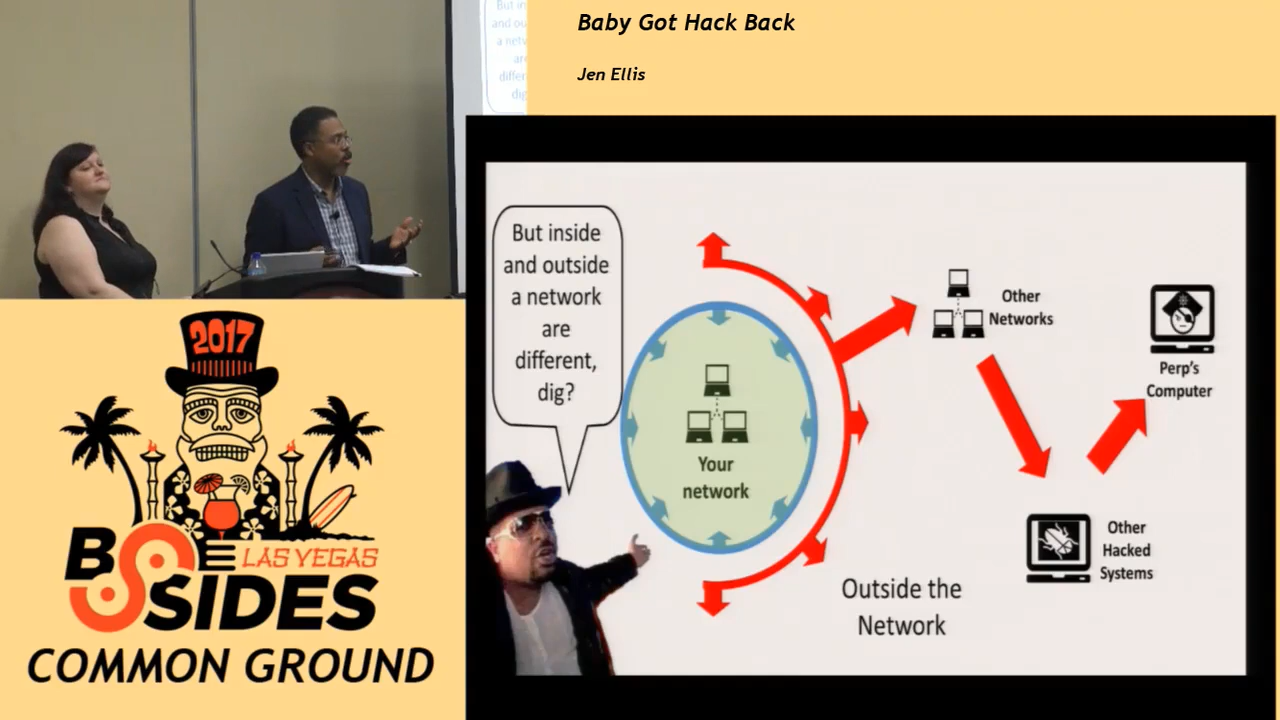 Baby Got Hack Back
Jen Ellis
But inside
and outside
a network
are
different,
dig?
Your
network
Other
Networks
Perp's
Computer
Other
Hacked
Systems
Outside the
Network
2017
BSIDES
LAS VEGAS
COMMON GROUND